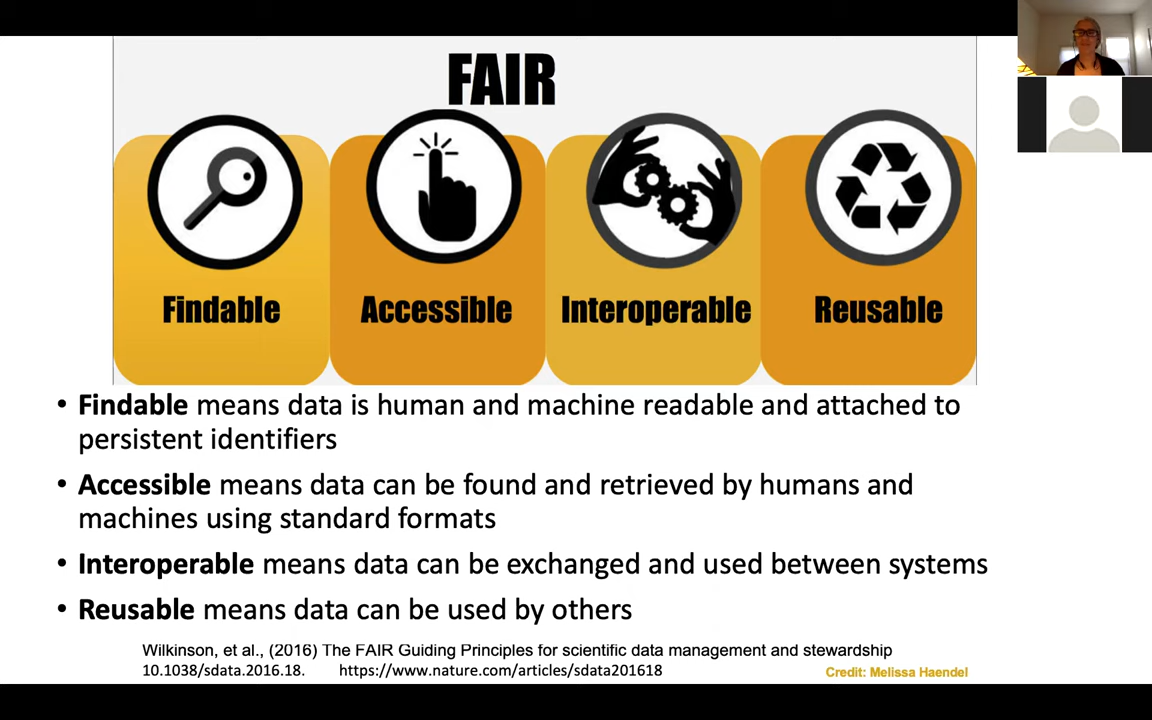 FAIR
Findable
Accessible
Interoperable
Reusable
• Findable means data is human and machine readable and attached to
persistent identifiers
• Accessible means data can be found and retrieved by humans and
machines using standard formats
• Interoperable means data can be exchanged and used between systems
• Reusable means data can be used by others
Wilkinson, et al., (2016) The FAIR Guiding Principles for scientific data management and stewardship
10.1038/sdata.2016.18. https://www.nature.com/articles/sdata201618
Credit: Melissa Haendel